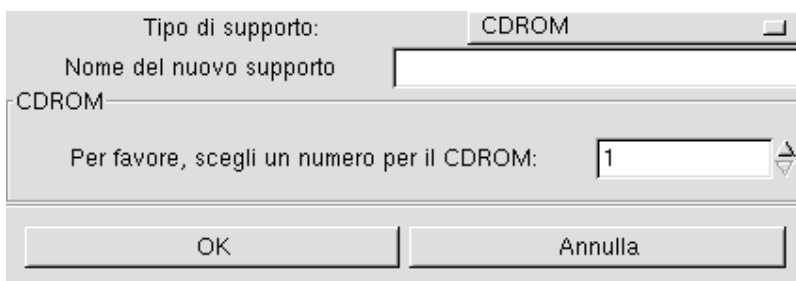 Tipo di supporto: CDROM
Nome del nuovo supporto
CDROM
Per favore, scegli un numero per il CDROM: 1
OK Annulla